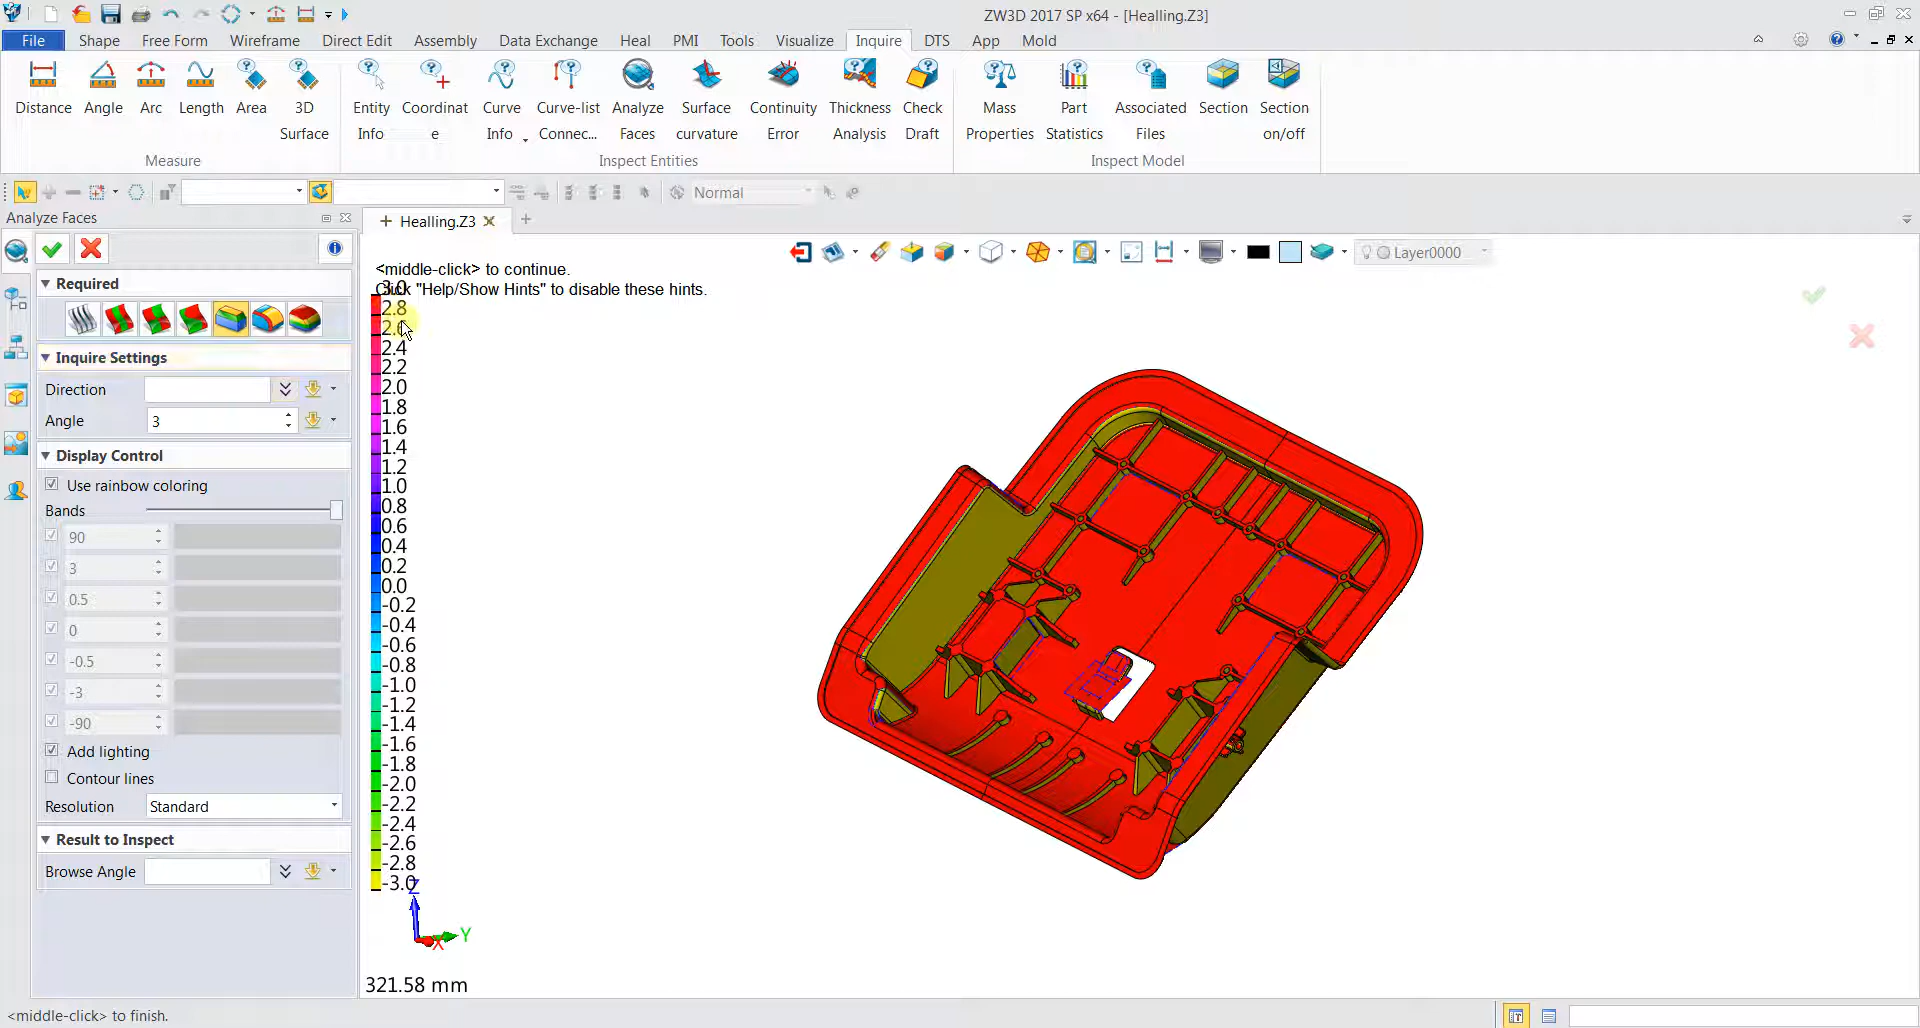 ZW3D 2017 SP x64 - [Healling.Z3]
File Shape Free Form Wireframe Direct Edit Assembly Data Exchange Heal PMI Tools Visualize Inquire DTS App Mold
Distance Angle Arc Length Area 3D Surface
Measure
Entity Info Coordinat e Curve Info Curve-list Connec... Analyze Faces Surface curvature Continuity Error Thickness Analysis Check Draft
Inspect Entities
Mass Properties Part Statistics Associated Files Section Section on/off
Inspect Model
Normal
Analyze Faces
Healling.Z3
Layer0000
Required
Inquire Settings
Direction
Angle 3
Display Control
Use rainbow coloring
Bands
90
3
0.5
0
-0.5
-3
-90
Add lighting
Contour lines
Resolution Standard
Result to Inspect
Browse Angle
<middle-click> to continue.
Click "Help/Show Hints" to disable these hints.
3.0
2.8
2.6
2.4
2.2
2.0
1.8
1.6
1.4
1.2
1.0
0.8
0.6
0.4
0.2
0.0
-0.2
-0.4
-0.6
-0.8
-1.0
-1.2
-1.4
-1.6
-1.8
-2.0
-2.2
-2.4
-2.6
-2.8
-3.0
Z
Y
X
321.58 mm
<middle-click> to finish.